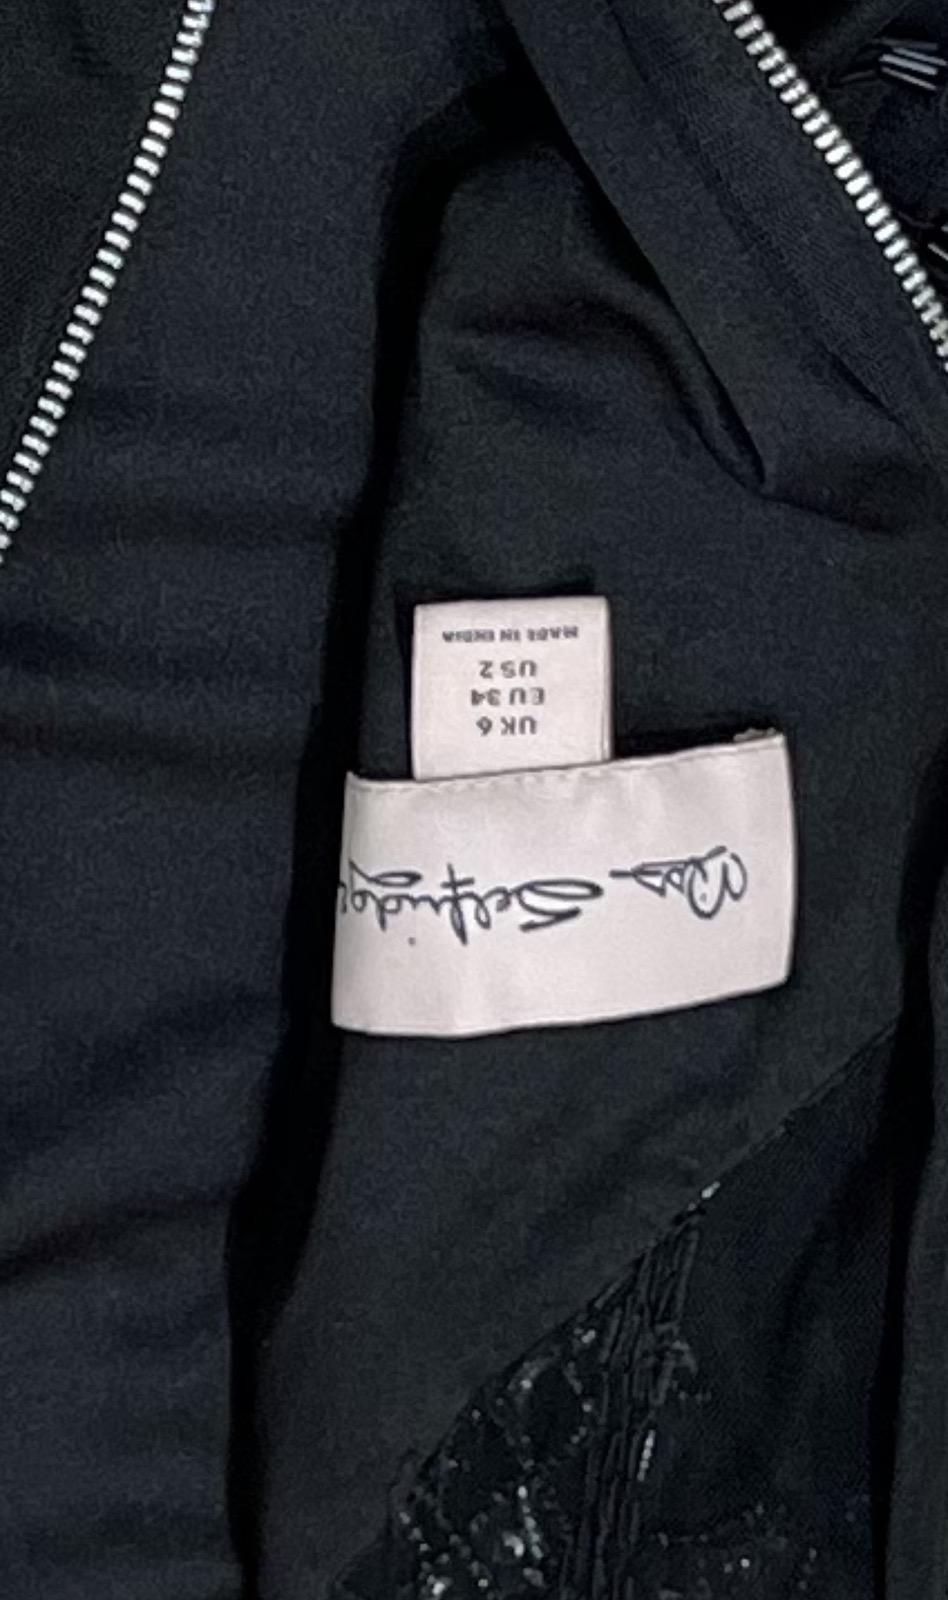 Miss Selfridge
UK 6
EU 34
US 2
MADE IN INDIA